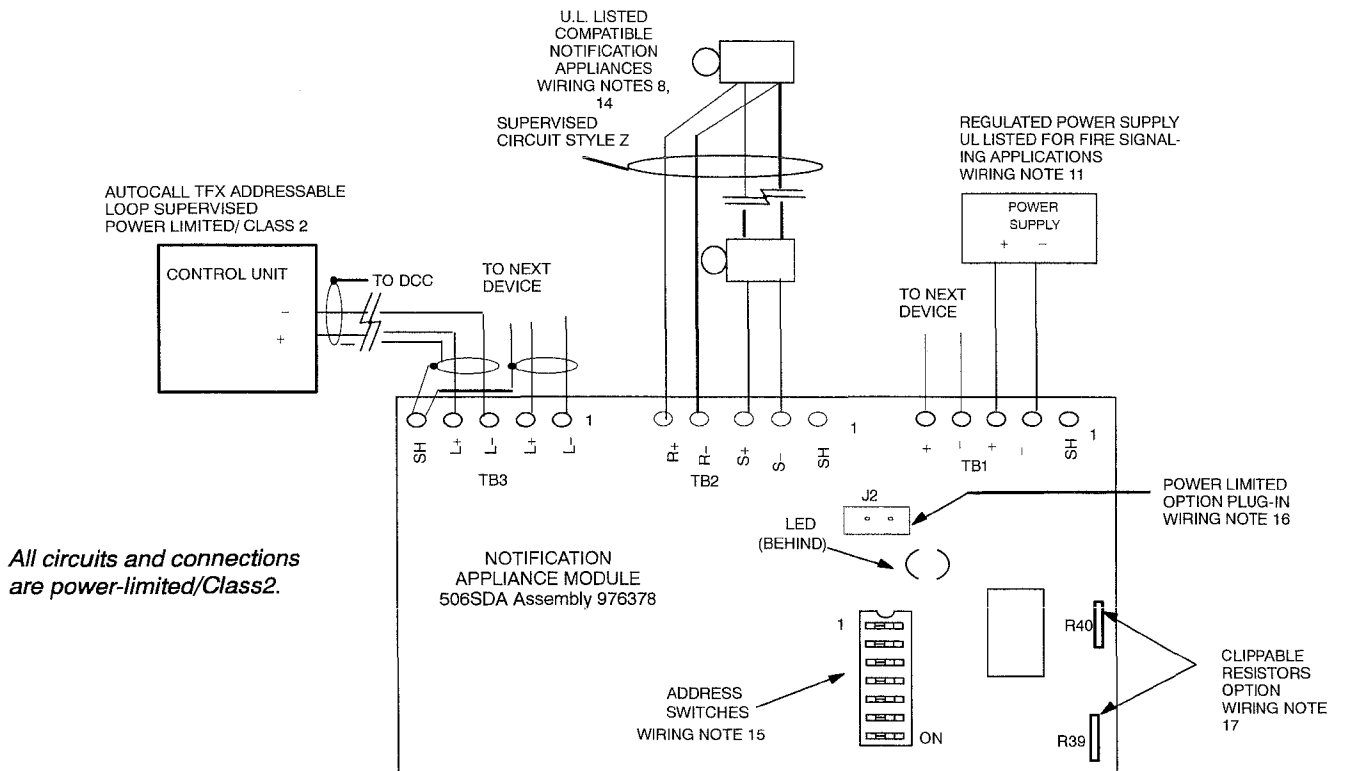 U.L. LISTED
COMPATIBLE
NOTIFICATION
APPLIANCES
WIRING NOTES 8,
14
SUPERVISED
CIRCUIT STYLE Z
REGULATED POWER SUPPLY
UL LISTED FOR FIRE SIGNAL-
ING APPLICATIONS
WIRING NOTE 11
POWER
SUPPLY
+ −
AUTOCALL TFX ADDRESSABLE
LOOP SUPERVISED
POWER LIMITED/ CLASS 2
CONTROL UNIT
−
+
TO DCC
TO NEXT
DEVICE
TO NEXT
DEVICE
SH L+ L− L+ L− 1
TB3
R+ R− S+ S− SH 1
TB2
+ − + − SH 1
TB1
J2
POWER LIMITED
OPTION PLUG-IN
WIRING NOTE 16
LED
(BEHIND)
All circuits and connections
are power-limited/Class2.
NOTIFICATION
APPLIANCE MODULE
506SDA Assembly 976378
1
ON
ADDRESS
SWITCHES
WIRING NOTE 15
R40
R39
CLIPPABLE
RESISTORS
OPTION
WIRING NOTE
17